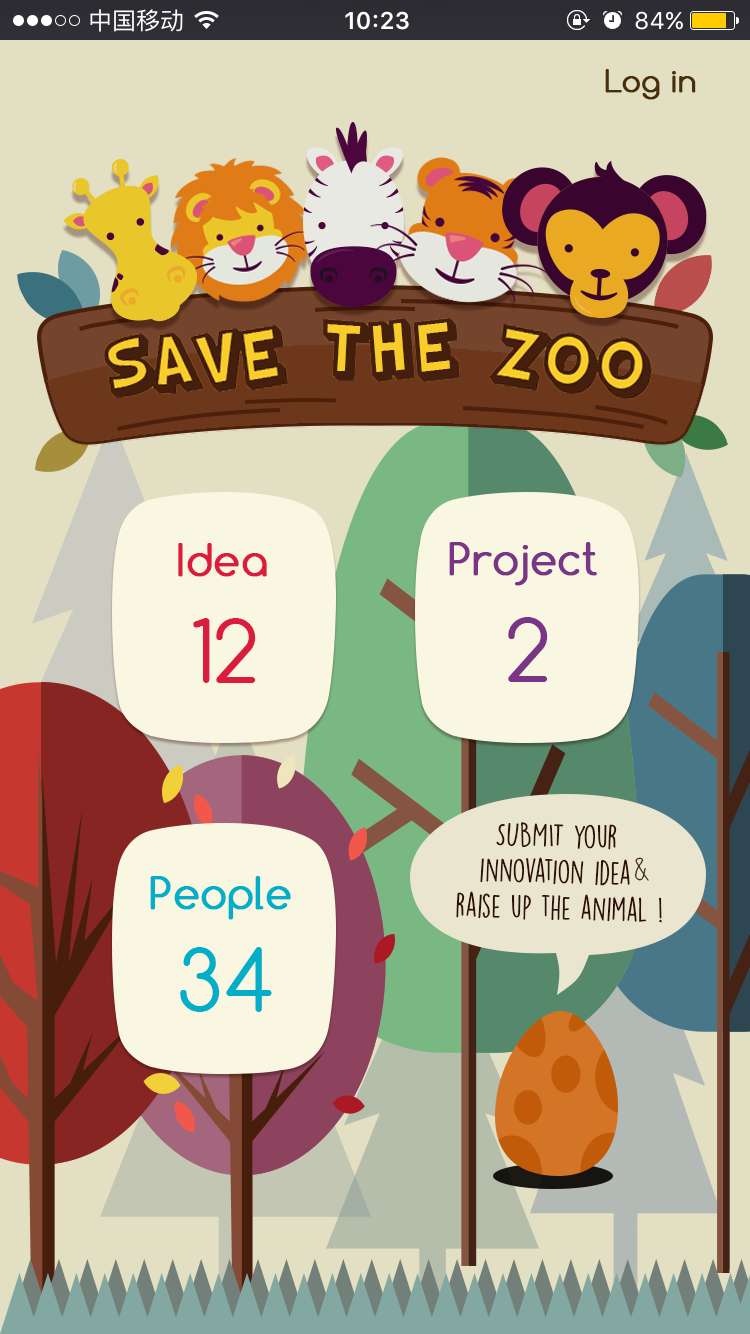 中国移动 10:23 84%
Log in
SAVE THE ZOO
Idea
12
Project
2
People
34
SUBMIT YOUR
INNOVATION IDEA&
RAISE UP THE ANIMAL !